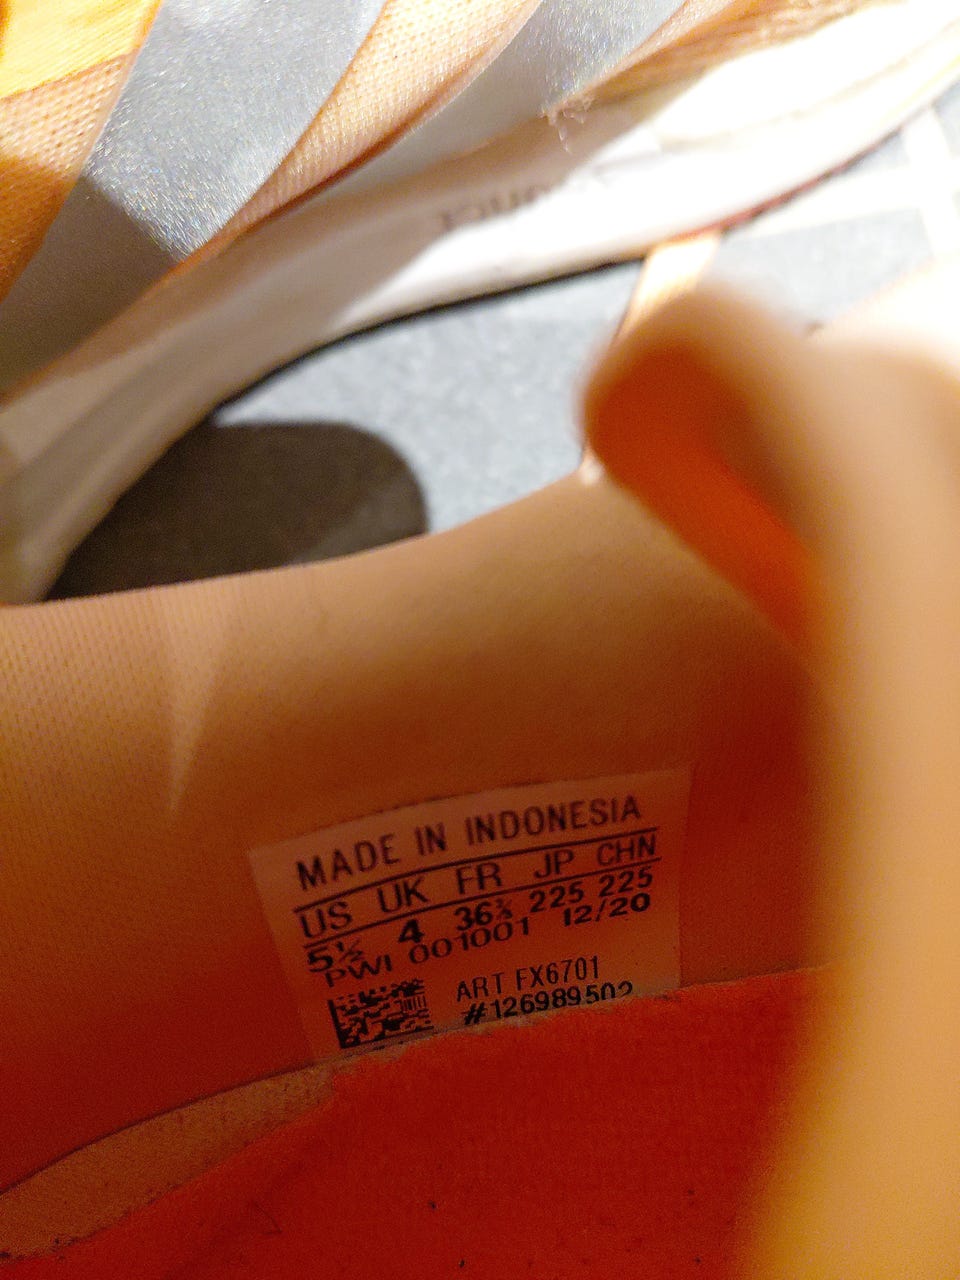 MADE IN INDONESIA
US UK FR JP CHN
5½ 4 36⅔ 225 225
PWI 001001 12/20
ART FX6701
#126989502